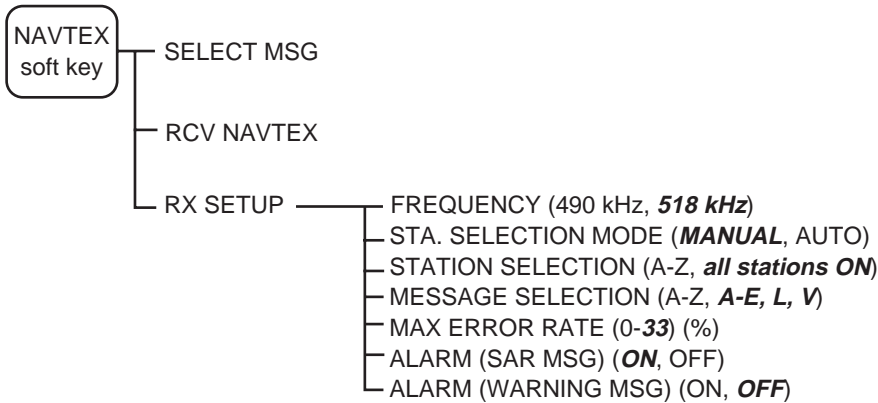 NAVTEX
soft key
SELECT MSG
RCV NAVTEX
RX SETUP
FREQUENCY (490 kHz, 518 kHz)
STA. SELECTION MODE (MANUAL, AUTO)
STATION SELECTION (A-Z, all stations ON)
MESSAGE SELECTION (A-Z, A-E, L, V)
MAX ERROR RATE (0-33) (%)
ALARM (SAR MSG) (ON, OFF)
ALARM (WARNING MSG) (ON, OFF)